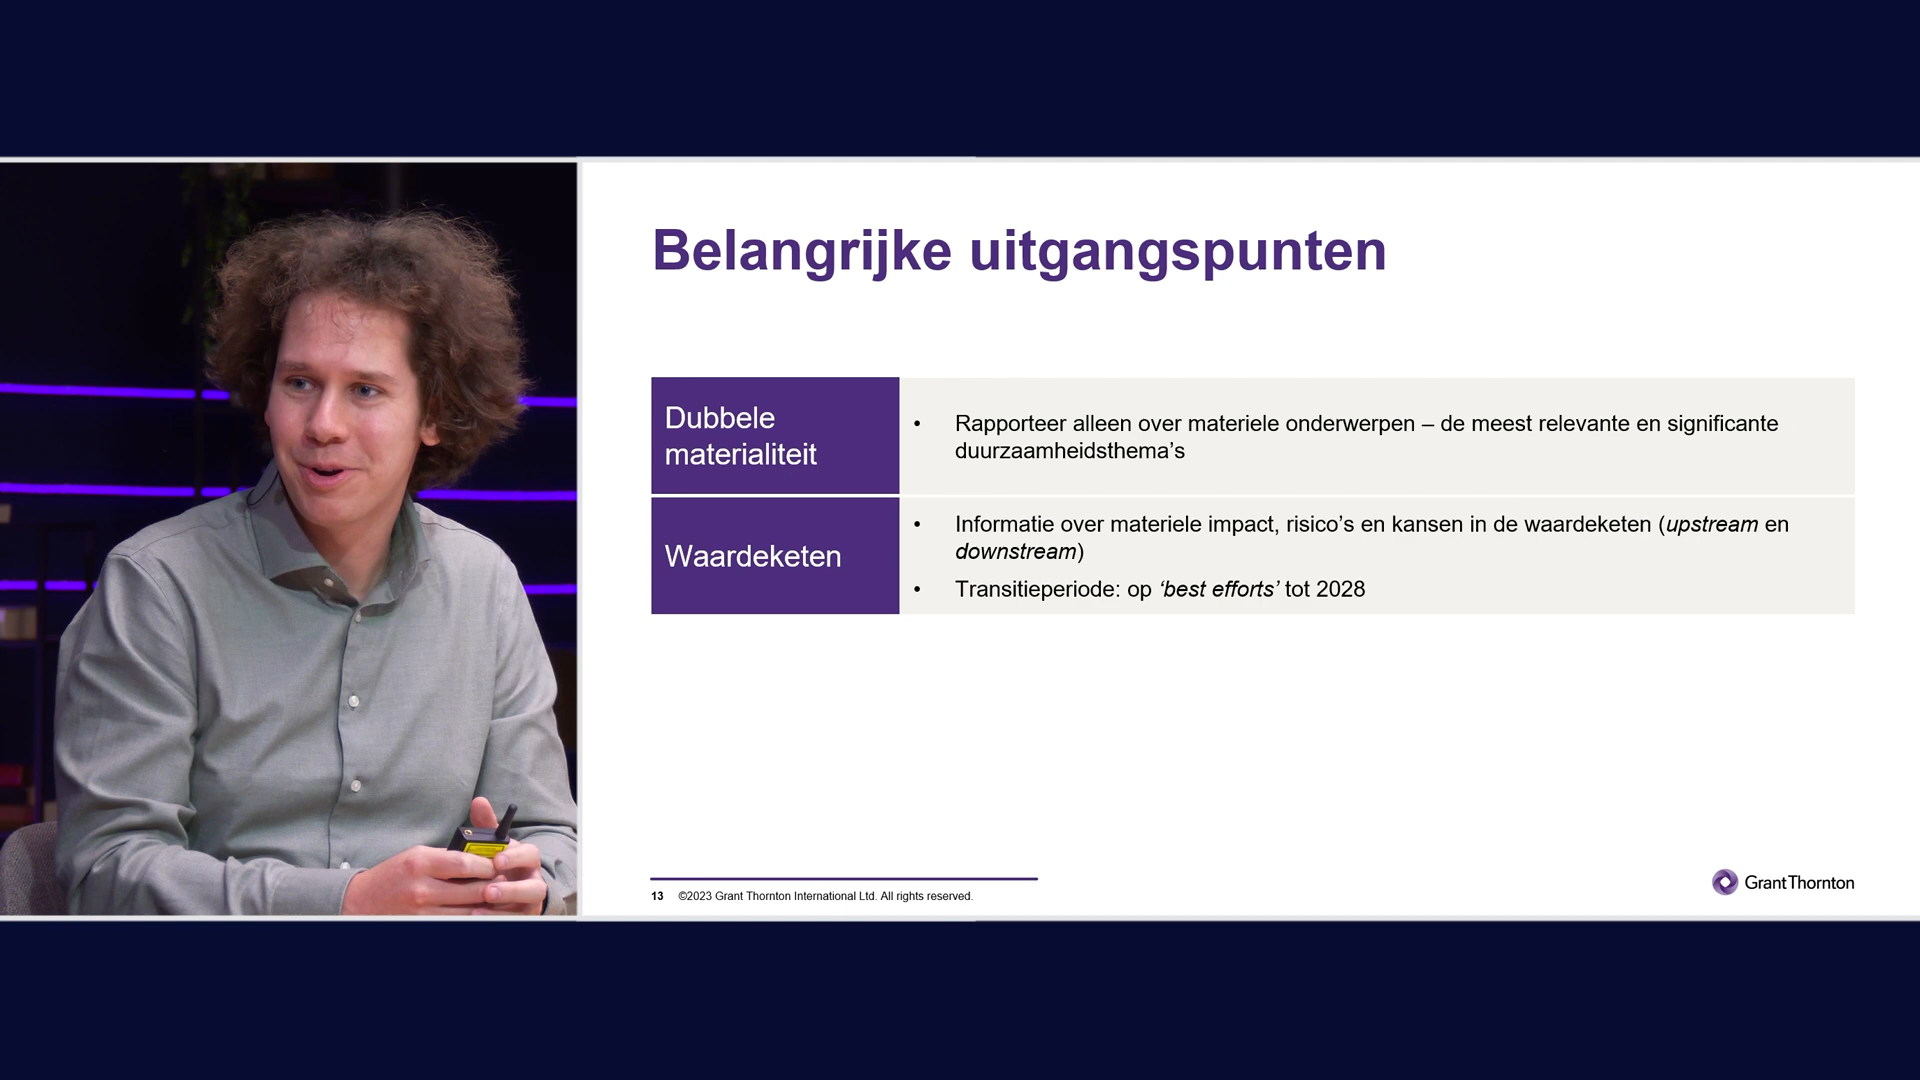 Belangrijke uitgangspunten
Dubbele
materialiteit
• Rapporteer alleen over materiele onderwerpen – de meest relevante en significante
duurzaamheidsthema’s
Waardeketen
• Informatie over materiele impact, risico’s en kansen in de waardeketen (upstream en
downstream)
• Transitieperiode: op ‘best efforts’ tot 2028
13 ©2023 Grant Thornton International Ltd. All rights reserved.
GrantThornton